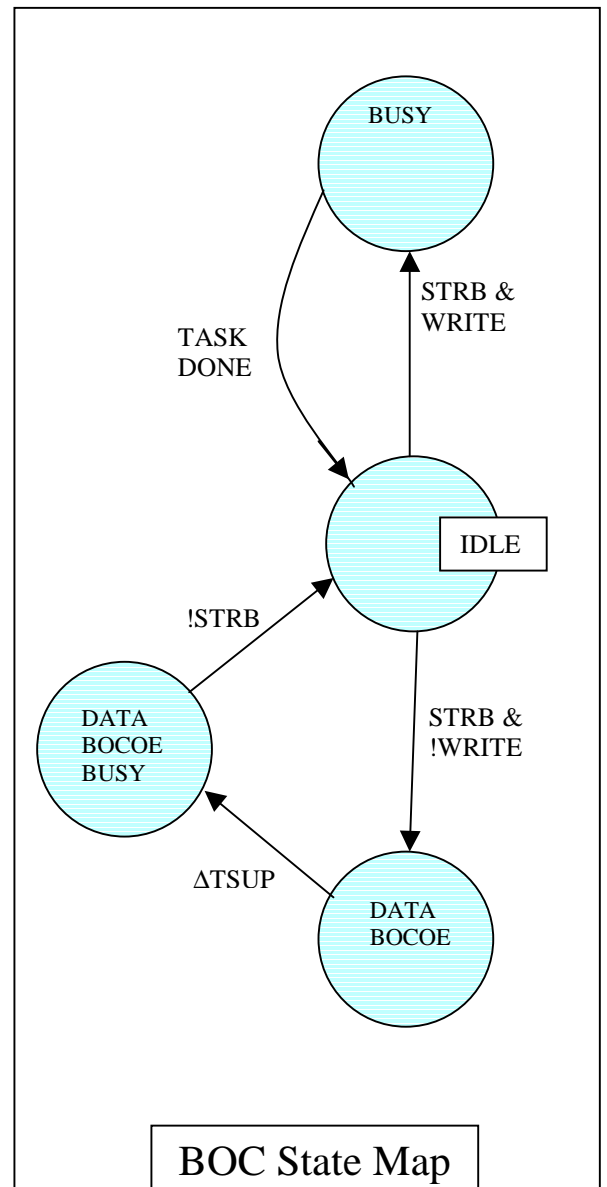 BUSY
STRB &
WRITE
TASK
DONE
IDLE
!STRB
STRB &
!WRITE
DATA
BOCOE
BUSY
ΔTSUP
DATA
BOCOE
BOC State Map